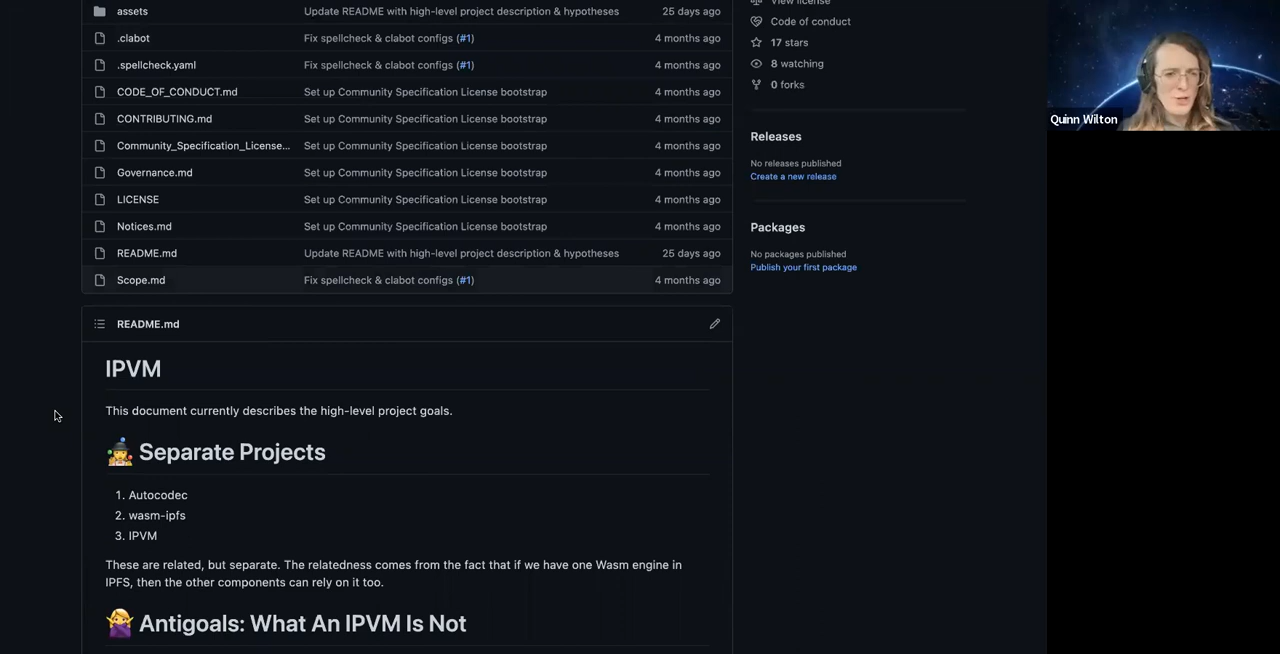 assets Update README with high-level project description & hypotheses 25 days ago
.clabot Fix spellcheck & clabot configs (#1) 4 months ago
.spellcheck.yaml Fix spellcheck & clabot configs (#1) 4 months ago
CODE_OF_CONDUCT.md Set up Community Specification License bootstrap 4 months ago
CONTRIBUTING.md Set up Community Specification License bootstrap 4 months ago
Community_Specification_License... Set up Community Specification License bootstrap 4 months ago
Governance.md Set up Community Specification License bootstrap 4 months ago
LICENSE Set up Community Specification License bootstrap 4 months ago
Notices.md Set up Community Specification License bootstrap 4 months ago
README.md Update README with high-level project description & hypotheses 25 days ago
Scope.md Fix spellcheck & clabot configs (#1) 4 months ago
README.md
IPVM
This document currently describes the high-level project goals.
Separate Projects
1. Autocodec
2. wasm-ipfs
3. IPVM
These are related, but separate. The relatedness comes from the fact that if we have one Wasm engine in
IPFS, then the other components can rely on it too.
Antigoals: What An IPVM Is Not
View license
Code of conduct
17 stars
8 watching
0 forks
Releases
No releases published
Create a new release
Packages
No packages published
Publish your first package
Quinn Wilton